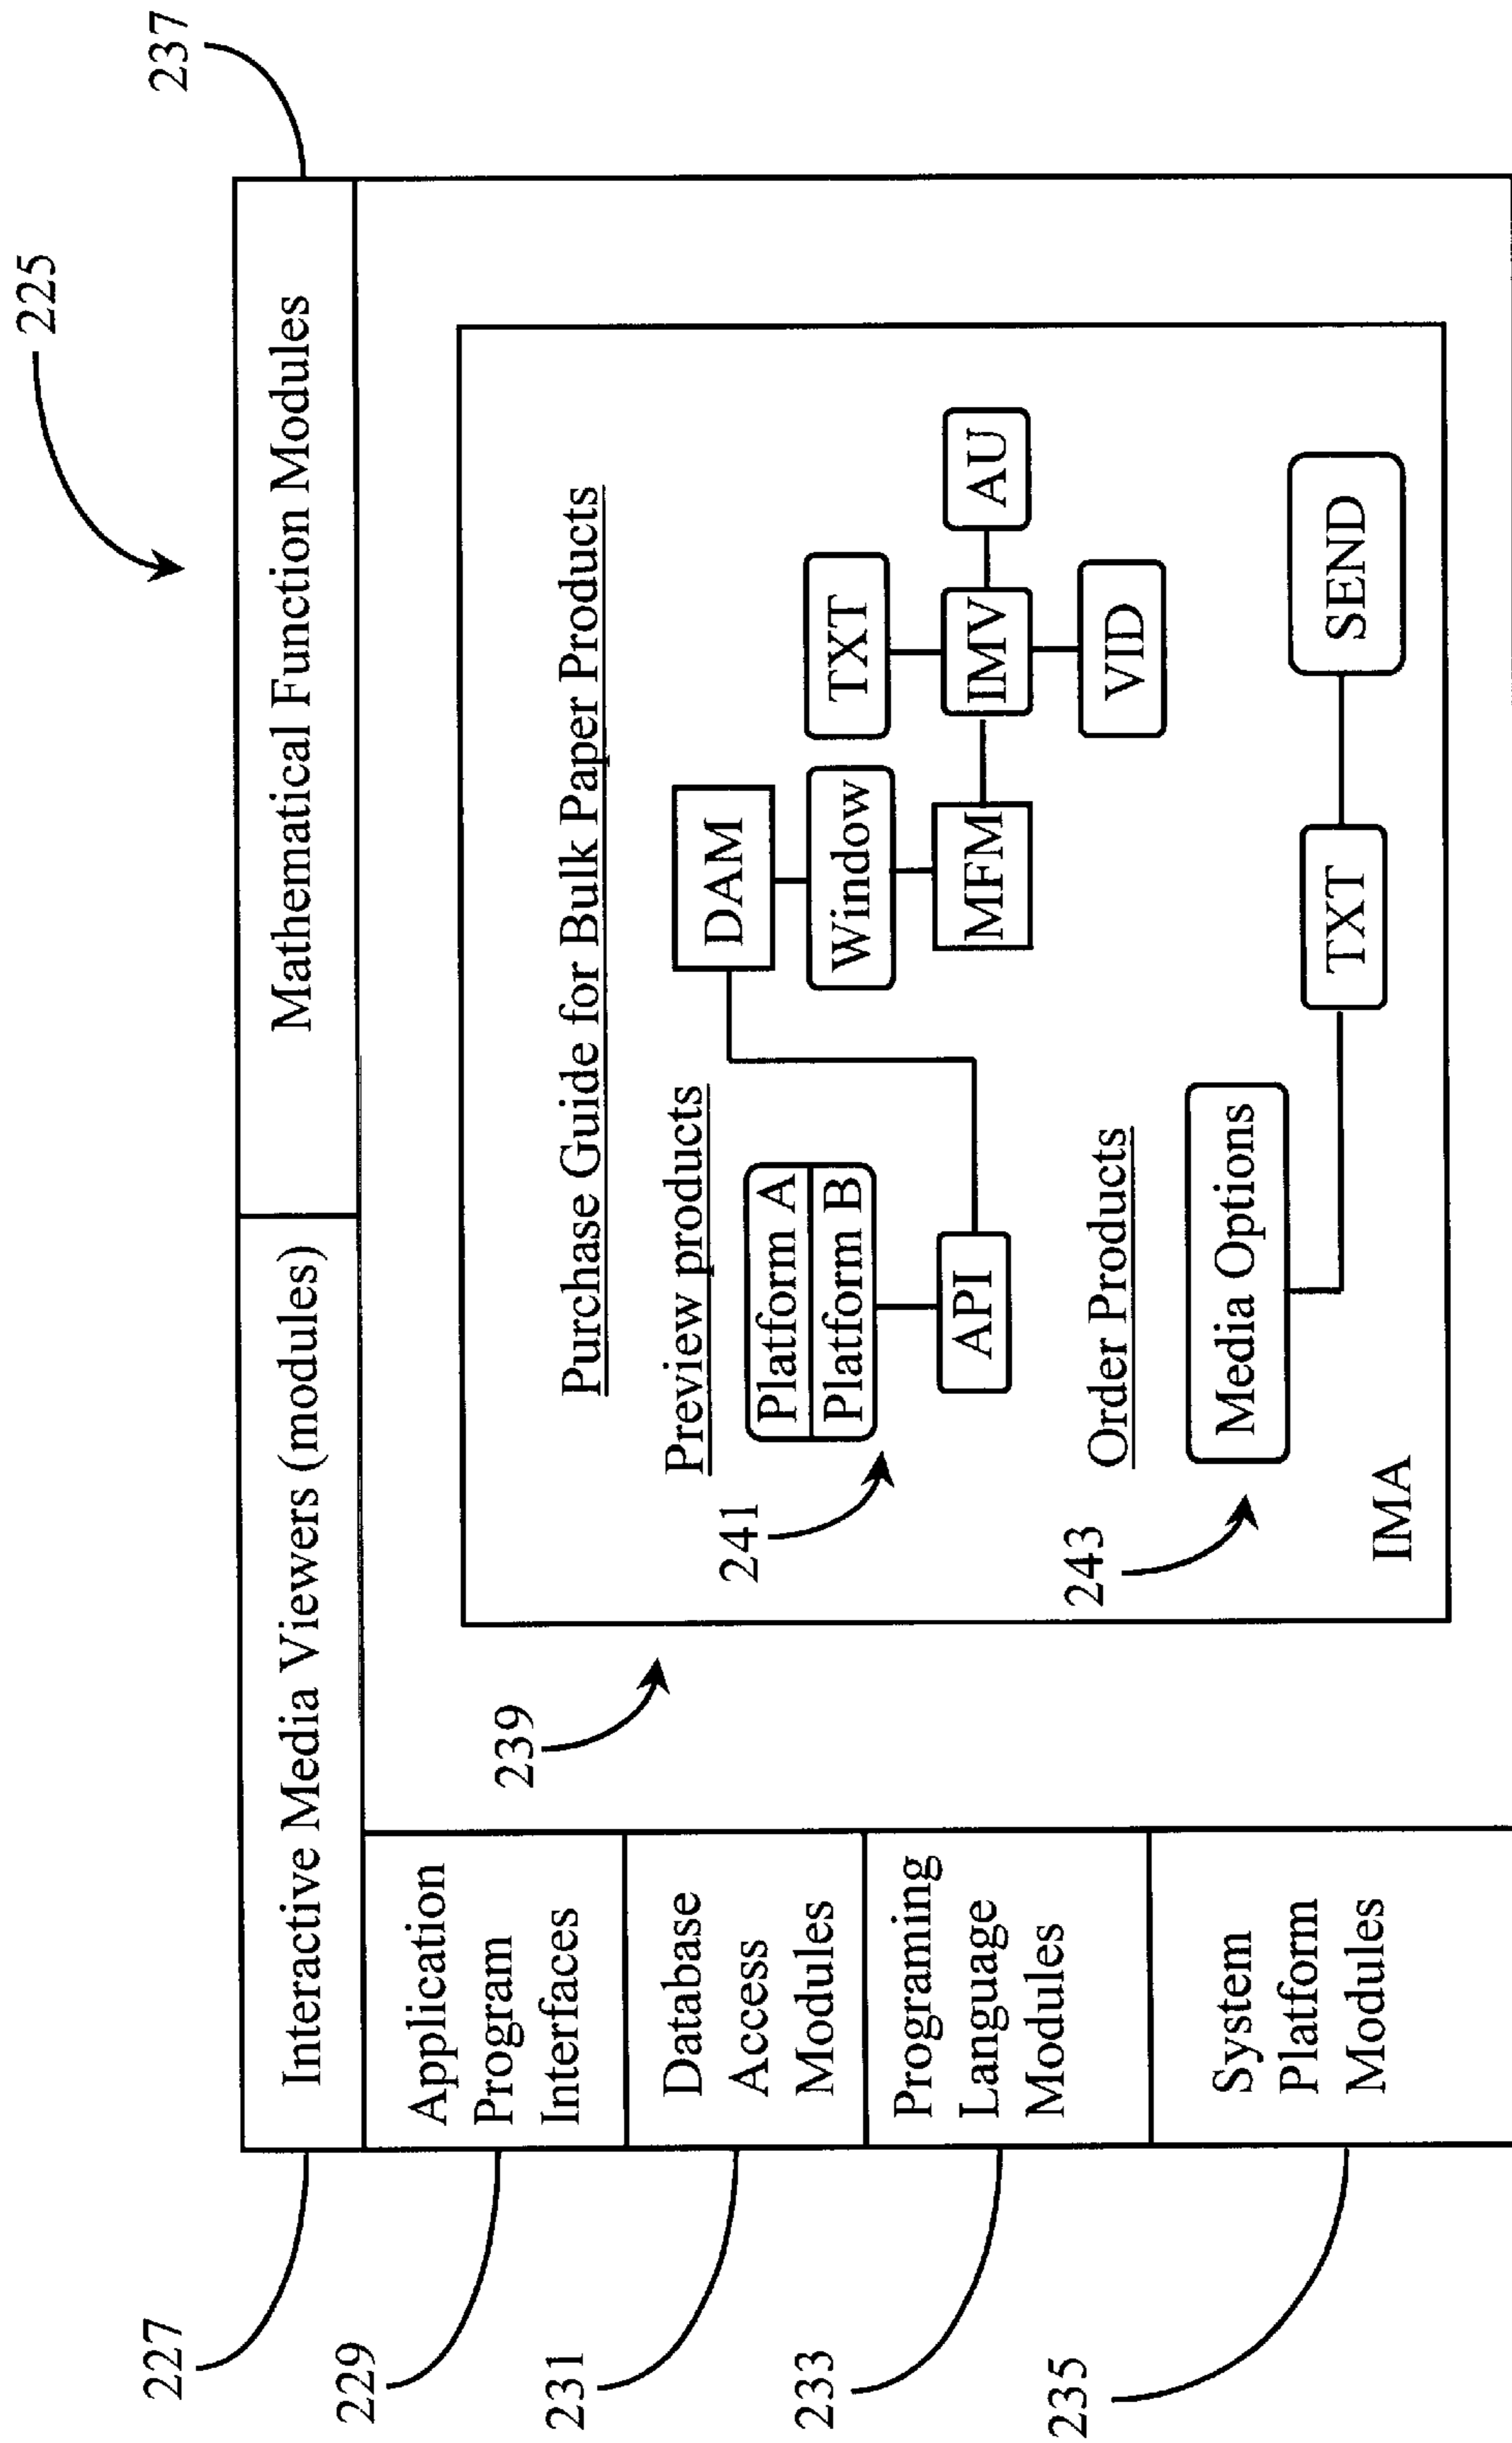 225
237
227
Interactive Media Viewers (modules)
Mathematical Function Modules
229
Application
Program
Interfaces
231
Database
Access
Modules
233
Programing
Language
Modules
235
System
Platform
Modules
239
Purchase Guide for Bulk Paper Products
Preview products
241
Platform A
Platform B
API
DAM
Window
MFM
TXT
IMV
AU
VID
Order Products
243
Media Options
TXT
SEND
IMA